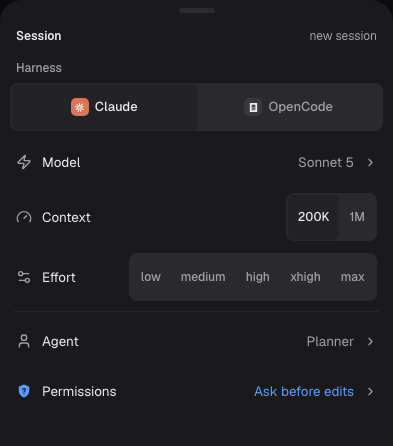 Session new session
Harness
Claude OpenCode
Model Sonnet 5
Context 200K 1M
Effort low medium high xhigh max
Agent Planner
Permissions Ask before edits